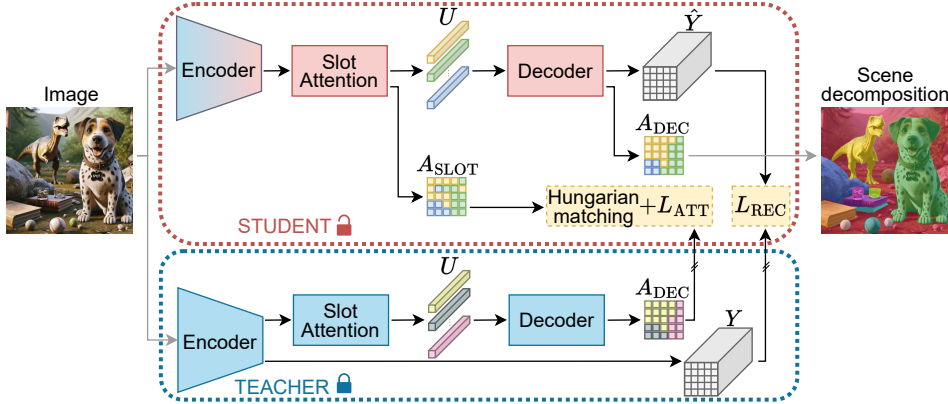 Image
Encoder
Slot
Attention
U
Decoder
Ŷ
A_DEC
A_SLOT
Hungarian
matching
+L_ATT
L_REC
STUDENT
Scene
decomposition
Encoder
Slot
Attention
U
Decoder
A_DEC
Y
TEACHER